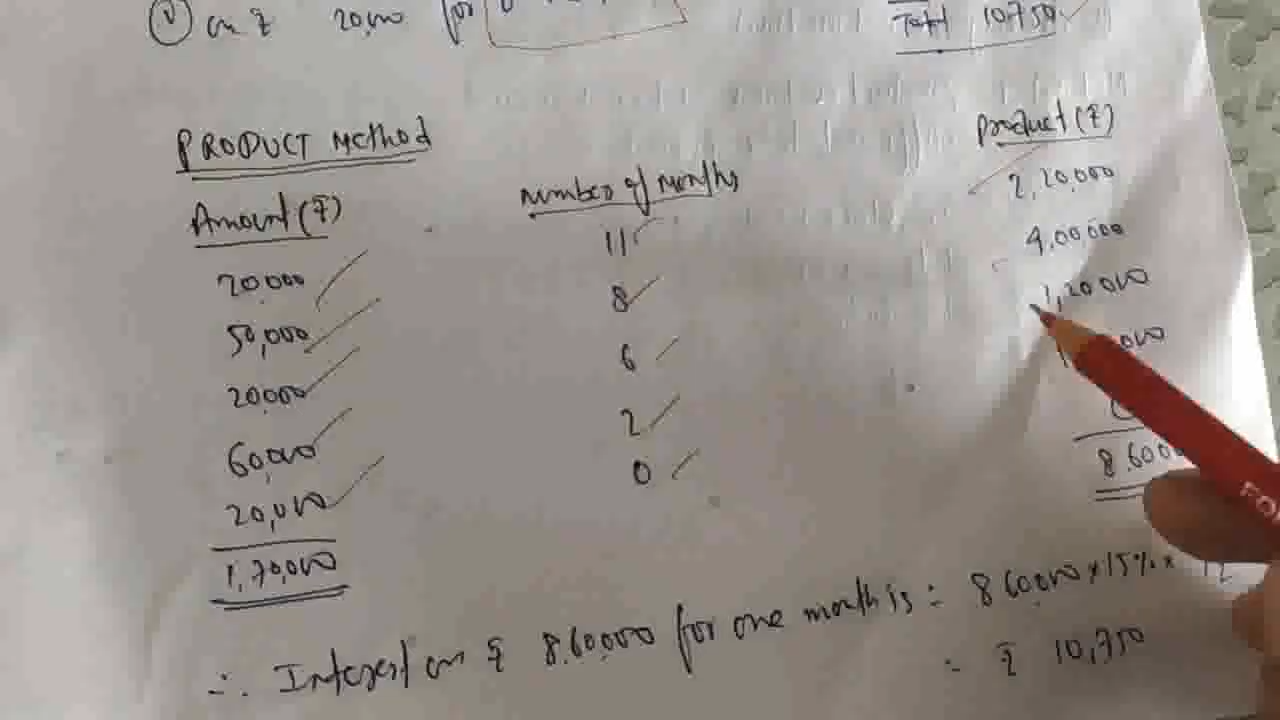 (v) on ₹ 20,000 for
Total 10,750
PRODUCT METHOD
Amount (₹) Number of Months Product (₹)
20,000 11 2,20,000
50,000 8 4,00,000
20,000 6 1,20,000
60,000 2
20,000 0
1,70,000 8,60,0
∴ Interest on ₹ 8,60,000 for one month is = 8,60,000 × 15% ×
= ₹ 10,750